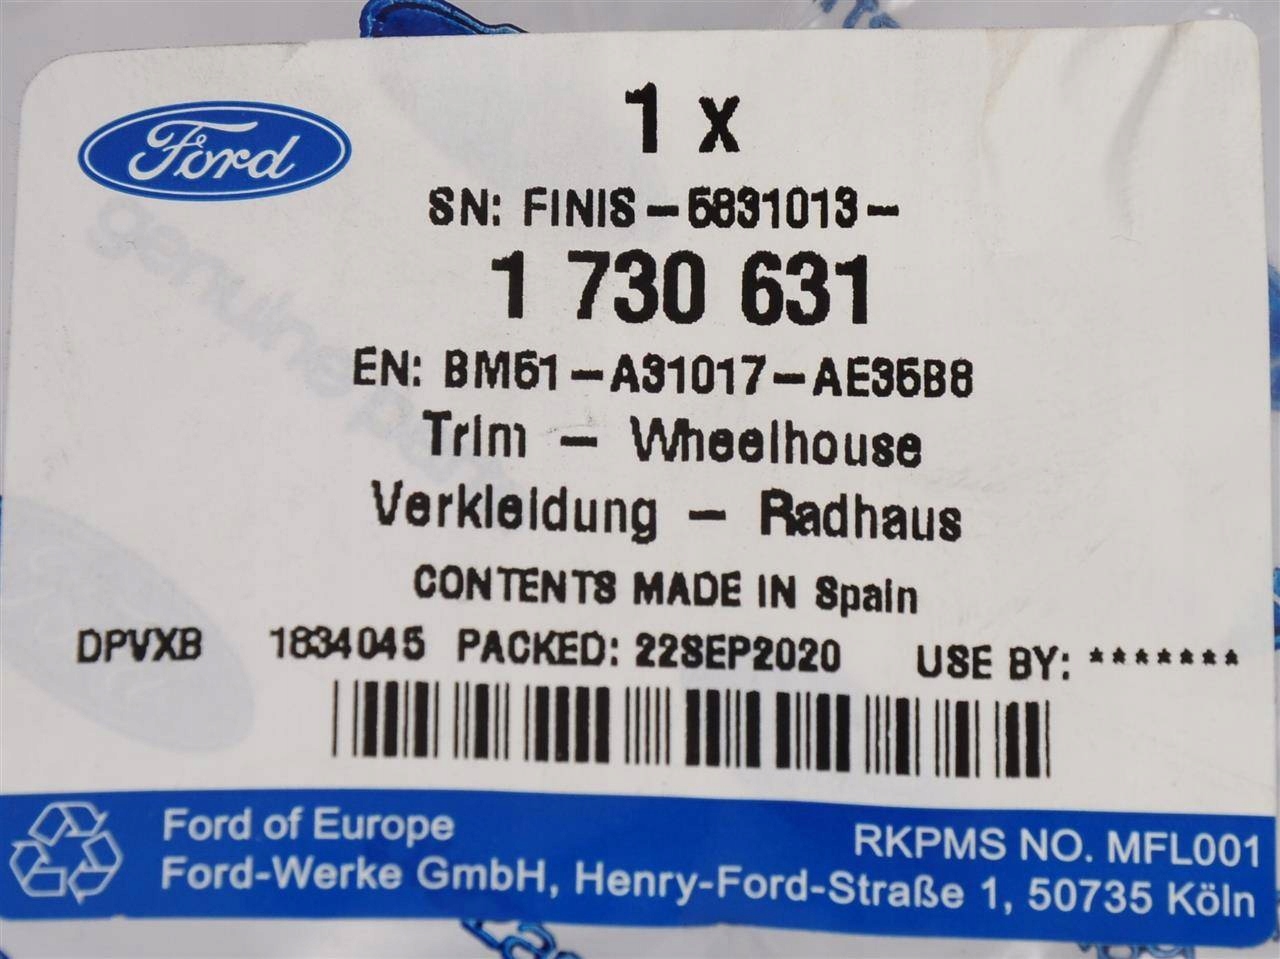 Ford
1 x
SN: FINIS-5831013-
1 730 631
EN: BM51-A31017-AE35B8
Trim - Wheelhouse
Verkleidung - Radhaus
CONTENTS MADE IN Spain
DPVXB 1834045 PACKED: 22SEP2020 USE BY: *******
Ford of Europe
RKPMS NO. MFL001
Ford-Werke GmbH, Henry-Ford-Straße 1, 50735 Köln
genuine